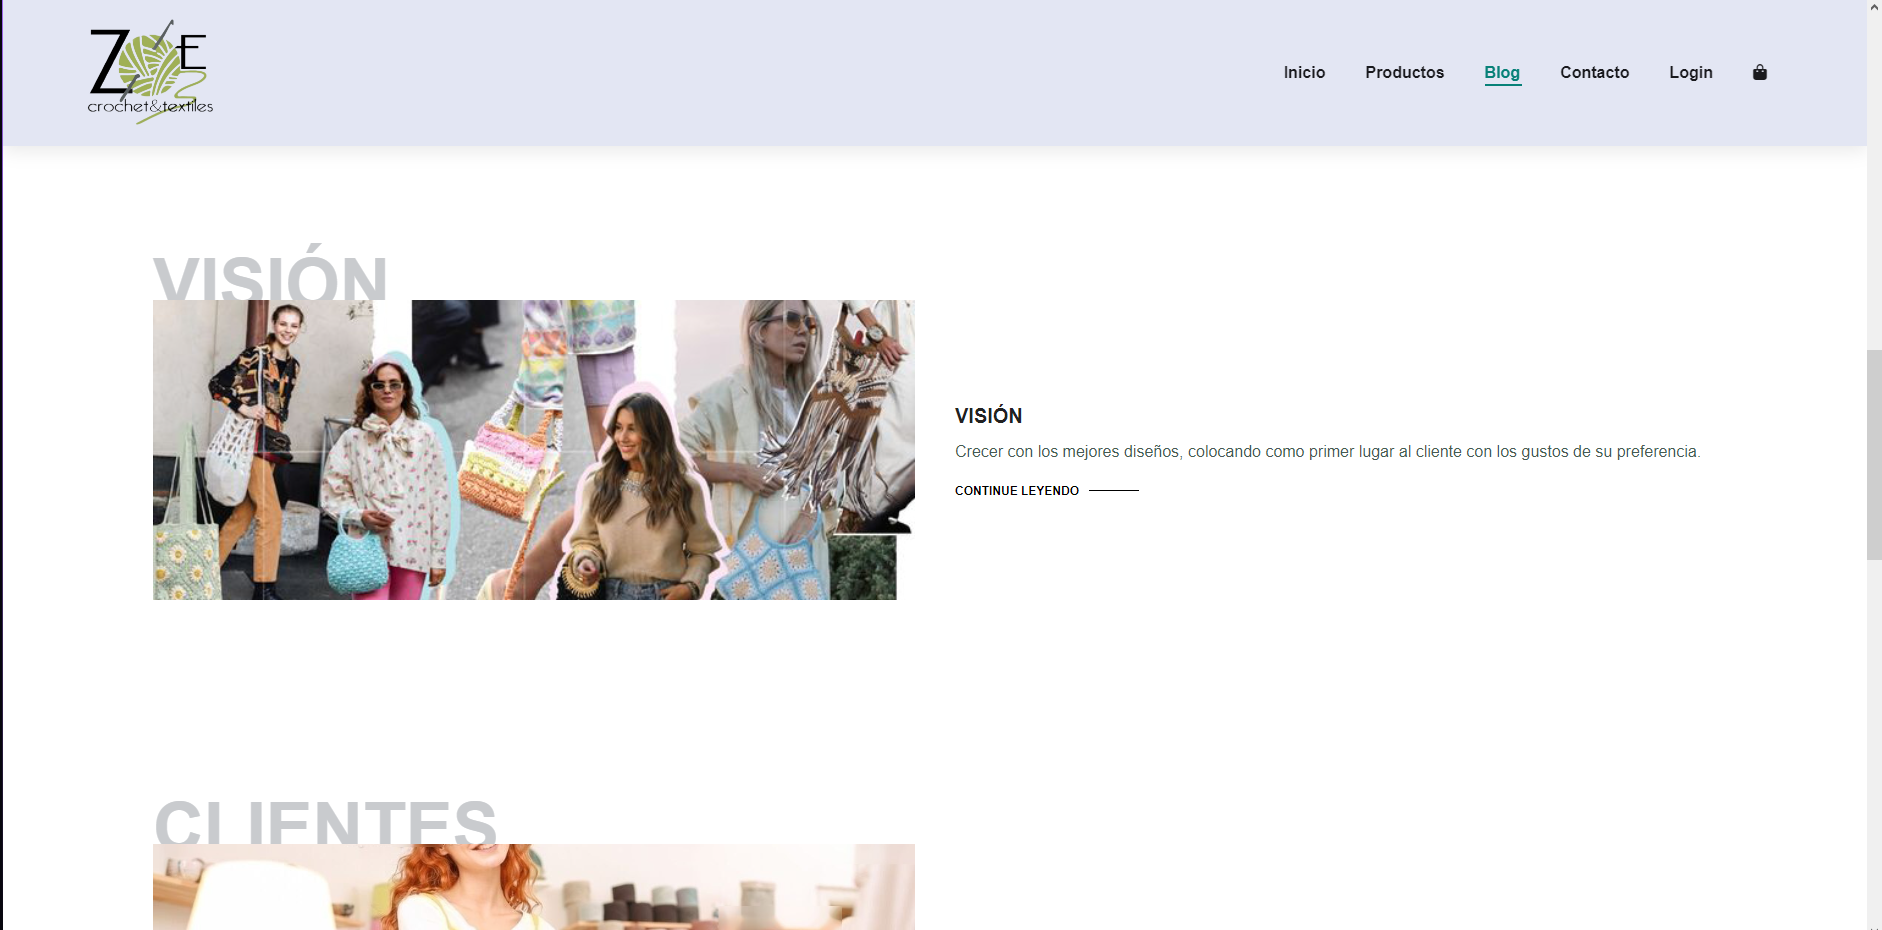 ZOE
crochet&textiles
Inicio
Productos
Blog
Contacto
Login
VISIÓN
VISIÓN
Crecer con los mejores diseños, colocando como primer lugar al cliente con los gustos de su preferencia.
CONTINUE LEYENDO
CLIENTES